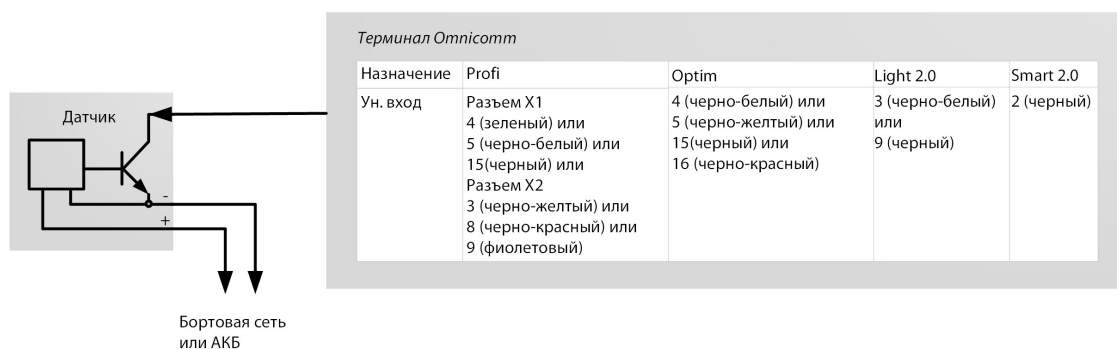 Терминал Omnicomm
Назначение Profi Optim Light 2.0 Smart 2.0
Ун. вход Разъем X1 4 (черно-белый) или 3 (черно-белый) 2 (черный)
4 (зеленый) или 5 (черно-желтый) или или
5 (черно-белый) или 15(черный) или 9 (черный)
15(черный) или 16 (черно-красный)
Разъем X2
3 (черно-желтый) или
8 (черно-красный) или
9 (фиолетовый)
Датчик
-
+
Бортовая сеть
или АКБ